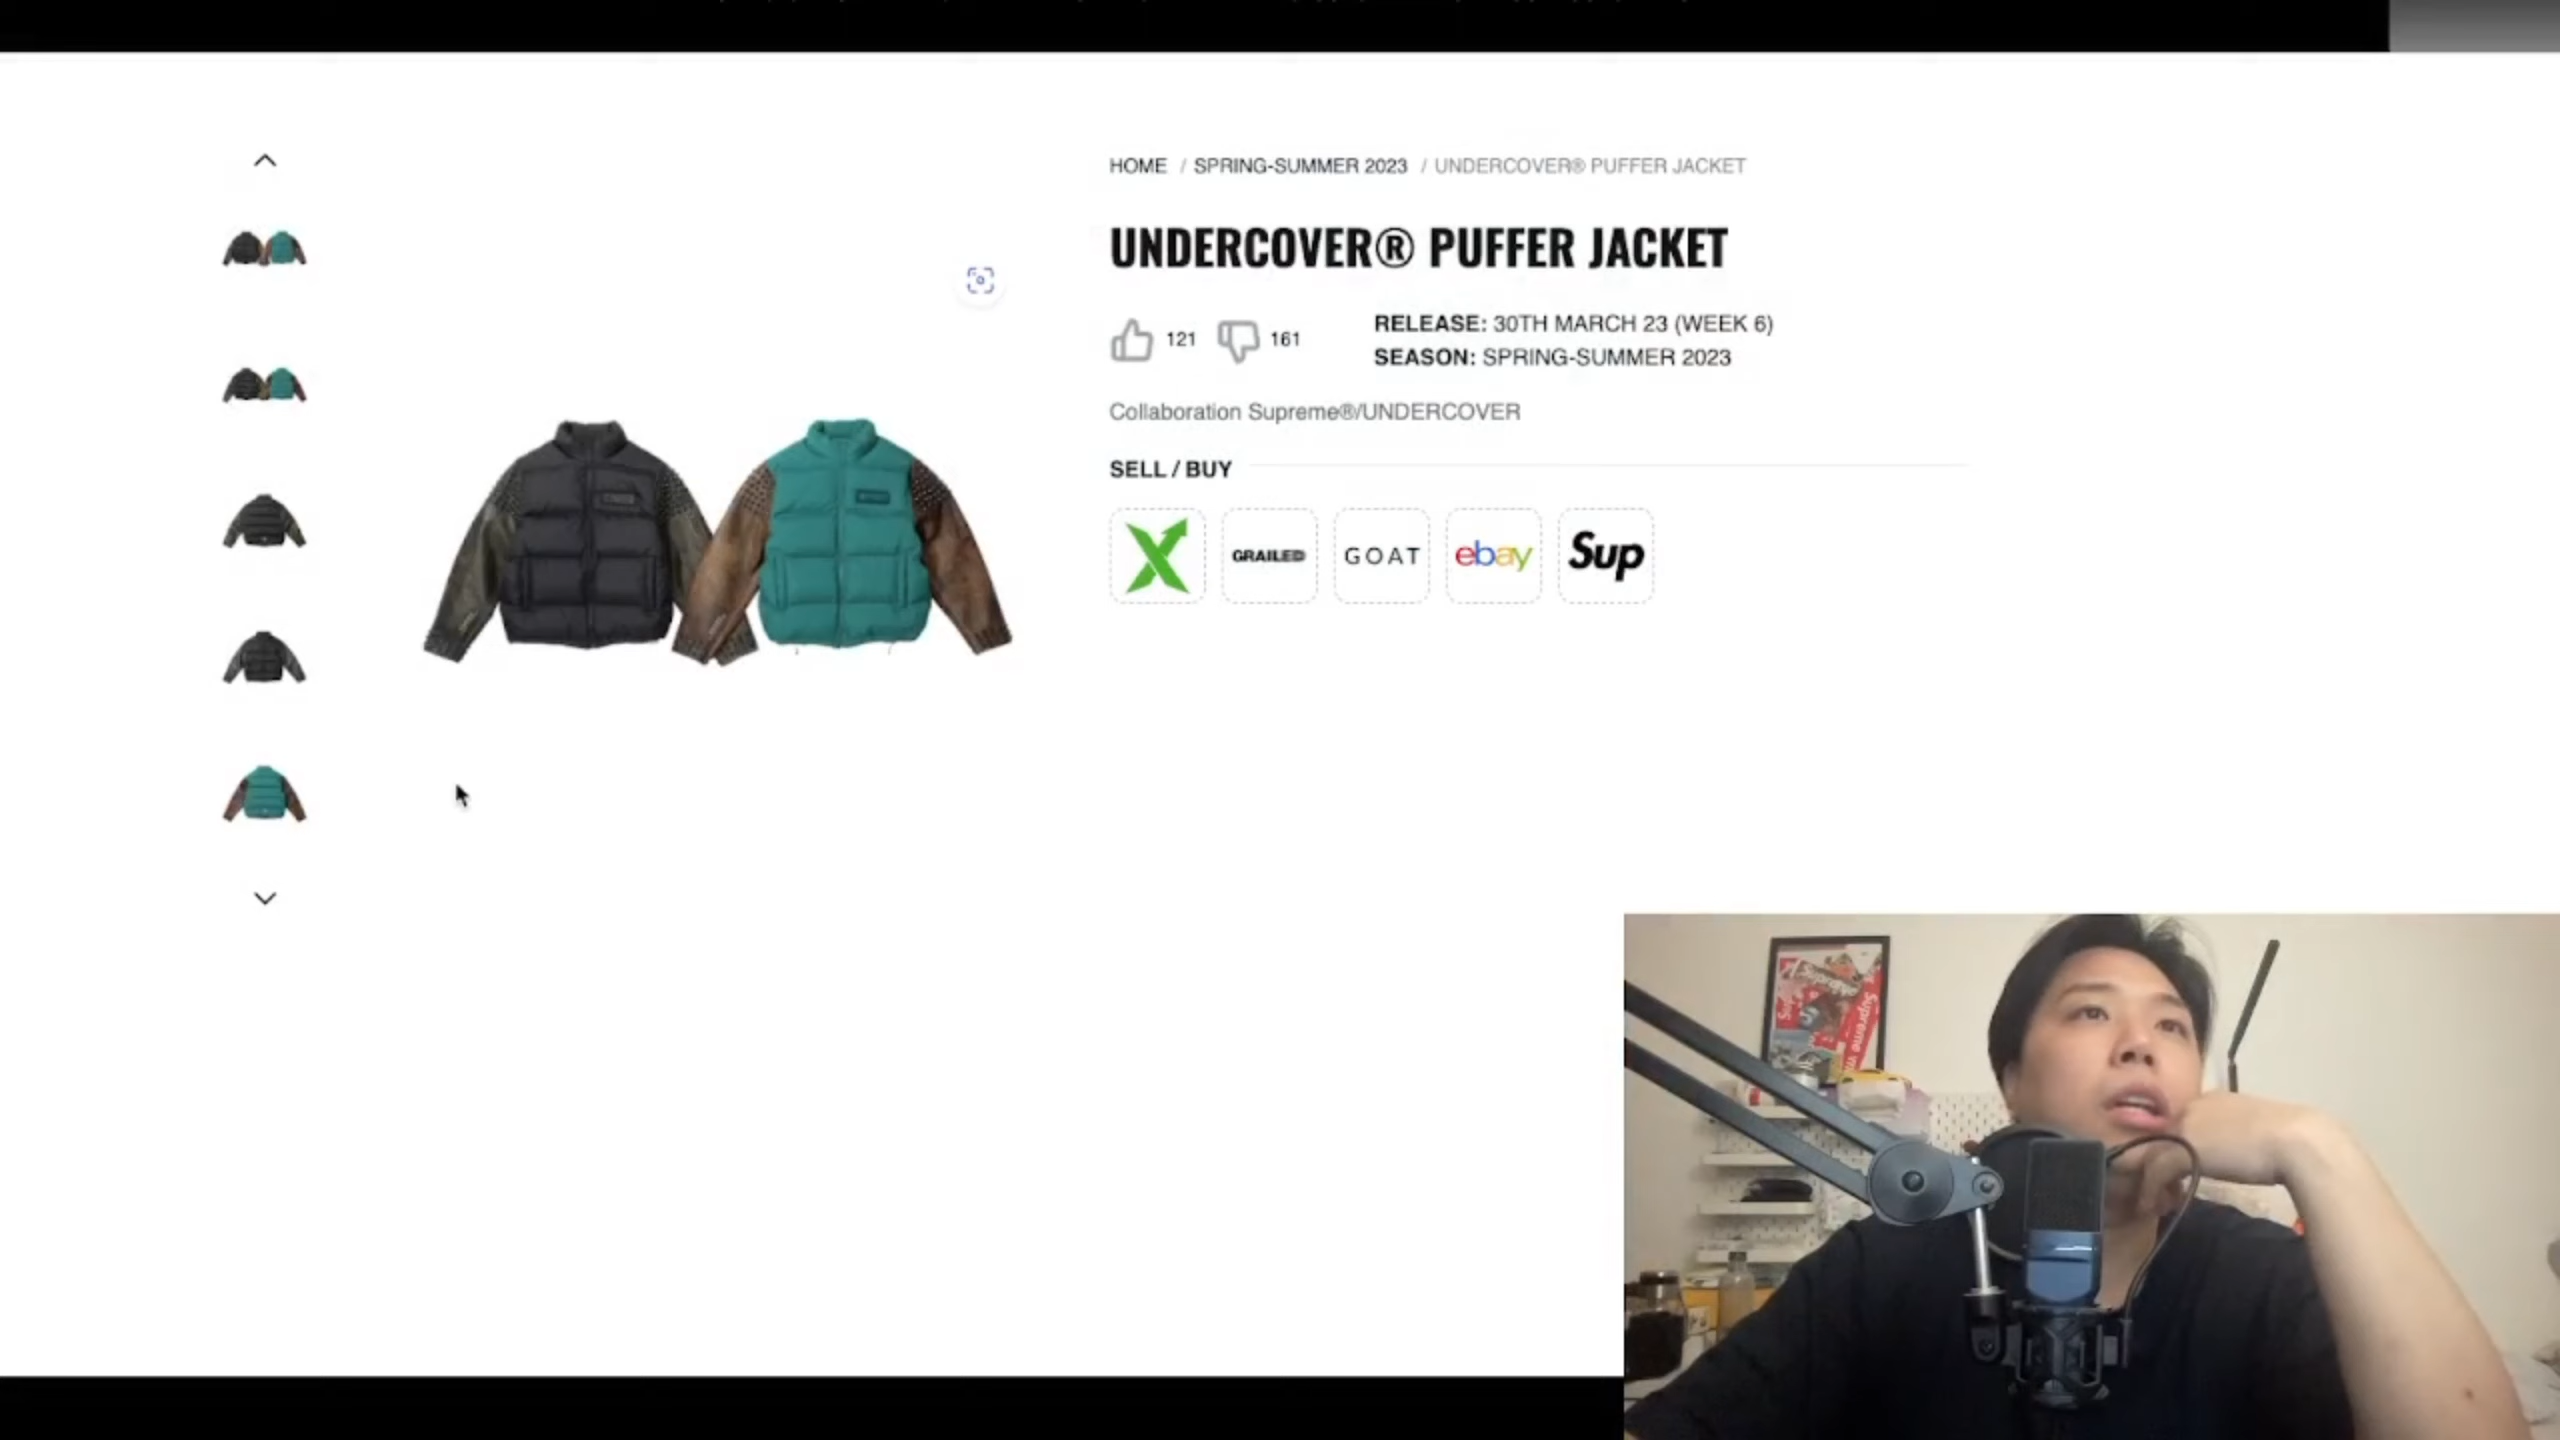 HOME / SPRING-SUMMER 2023 / UNDERCOVER® PUFFER JACKET
UNDERCOVER® PUFFER JACKET
121 161
RELEASE: 30TH MARCH 23 (WEEK 6)
SEASON: SPRING-SUMMER 2023
Collaboration Supreme®/UNDERCOVER
SELL / BUY
GRAILED GOAT ebay Sup
Supreme